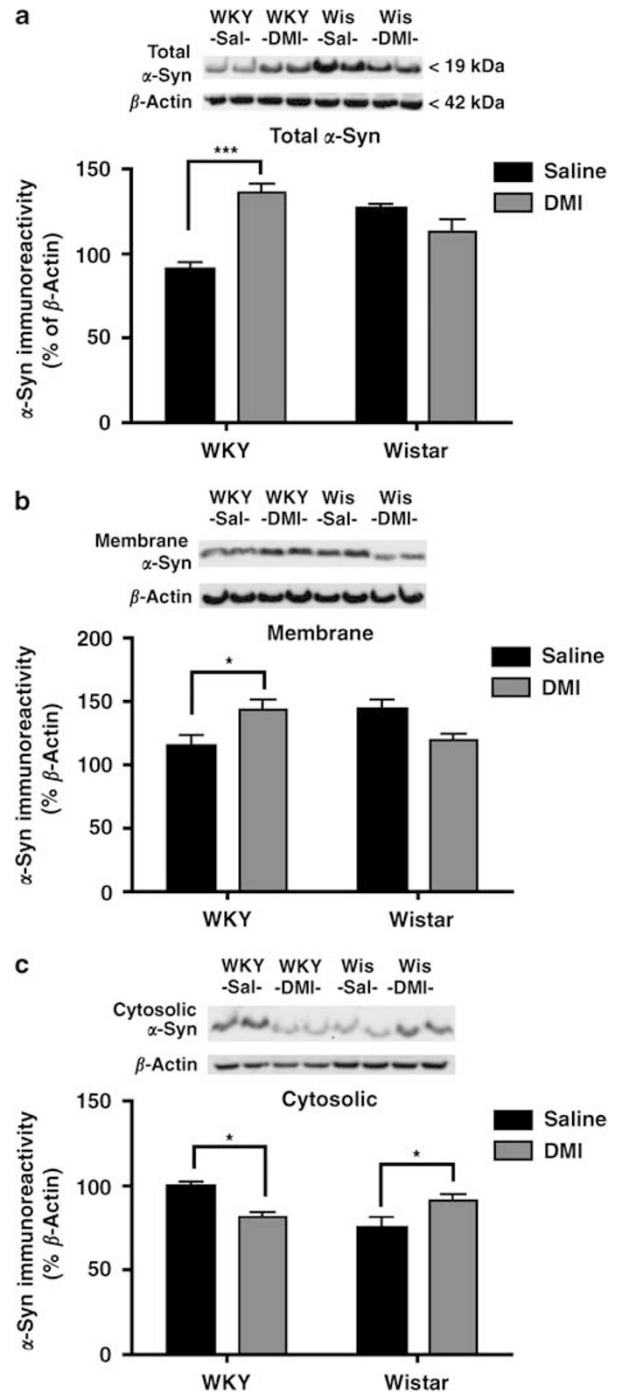 a
WKY WKY Wis Wis
-Sal- -DMI- -Sal- -DMI-
Total
α-Syn
< 19 kDa
β-Actin
< 42 kDa
Total α-Syn
α-Syn immunoreactivity
(% of β-Actin)
150
100
50
0
***
Saline
DMI
WKY Wistar
b
WKY WKY Wis Wis
-Sal- -DMI- -Sal- -DMI-
Membrane
α-Syn
β-Actin
Membrane
α-Syn immunoreactivity
(% β-Actin)
200
150
100
50
0
*
Saline
DMI
WKY Wistar
c
WKY WKY Wis Wis
-Sal- -DMI- -Sal- -DMI-
Cytosolic
α-Syn
β-Actin
Cytosolic
α-Syn immunoreactivity
(% β-Actin)
150
100
50
0
*
*
Saline
DMI
WKY Wistar